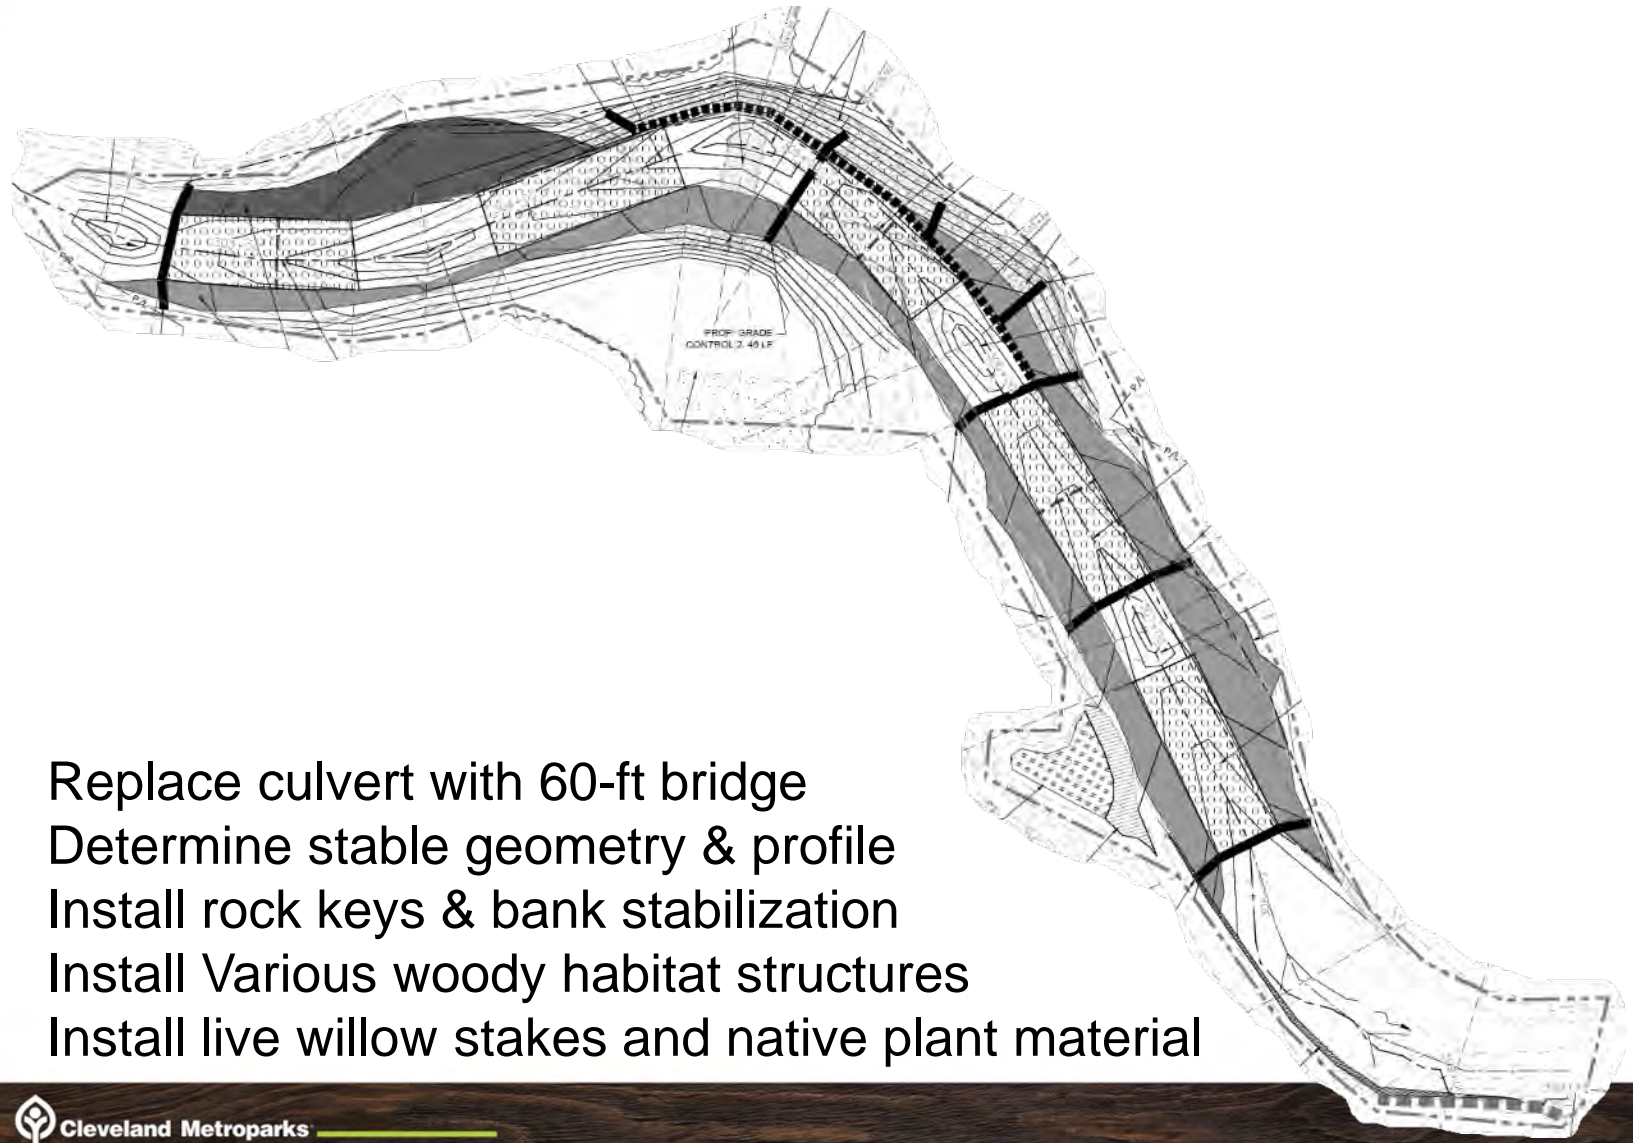 PROP. GRADE
CONTROL 2, 46 LF
P/L
P/L
P/L
Replace culvert with 60-ft bridge
Determine stable geometry & profile
Install rock keys & bank stabilization
Install Various woody habitat structures
Install live willow stakes and native plant material
Cleveland Metroparks